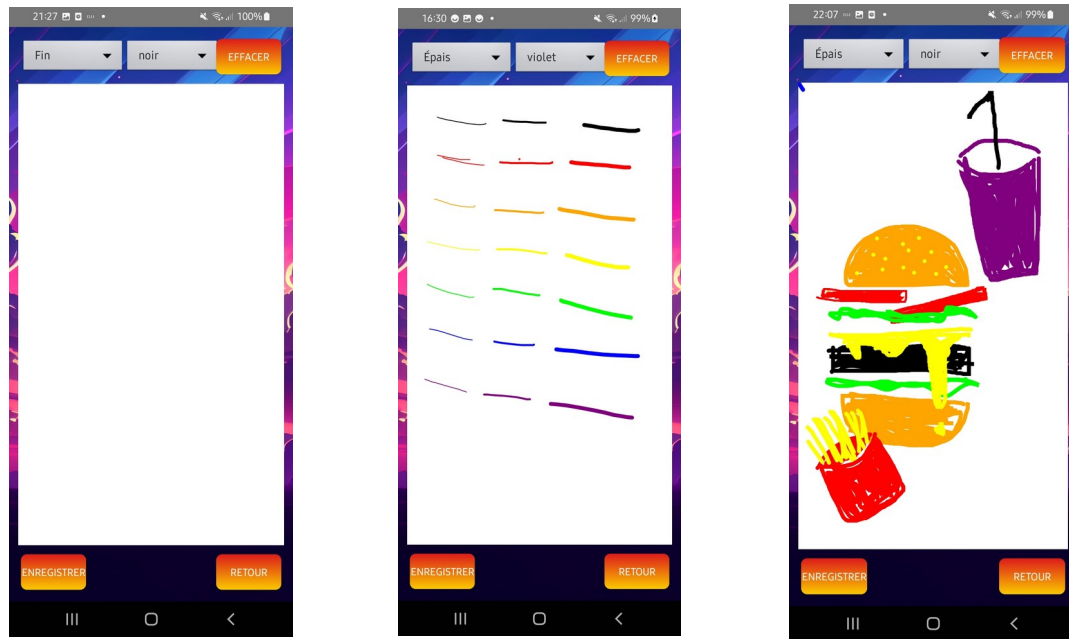 21:27 100%
Fin noir EFFACER
ENREGISTRER RETOUR
16:30 99%
Épais violet EFFACER
ENREGISTRER RETOUR
22:07 99%
Épais noir EFFACER
ENREGISTRER RETOUR